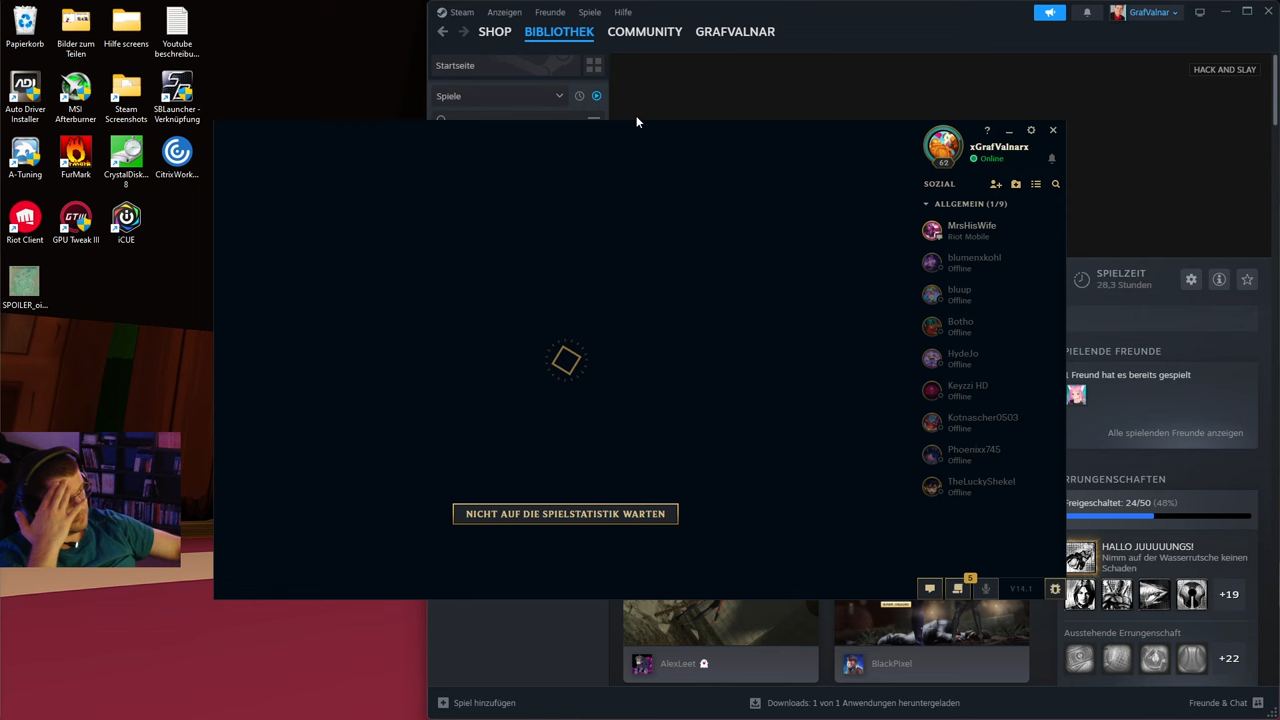 Papierkorb
Bilder zum
Teilen
Hilfe screens
Youtube
beschreibu...
Auto Driver
Installer
MSI
Afterburner
Steam
Screenshots
SBLauncher -
Verknüpfung
A-Tuning
FurMark
CrystalDisk...
8
CitrixWork...
Riot Client
GPU Tweak III
iCUE
SPOILER_oi...
Steam
Anzeigen
Freunde
Spiele
Hilfe
GrafValnar
SHOP
BIBLIOTHEK
COMMUNITY
GRAFVALNAR
Startseite
HACK AND SLAY
Spiele
?
xGrafValnarx
Online
62
SOZIAL
ALLGEMEIN (1/9)
MrsHisWife
Riot Mobile
blumenxkohl
Offline
bluup
Offline
Botho
Offline
HydeJo
Offline
Keyzzi HD
Offline
Kotnascher0503
Offline
Phoenixx745
Offline
TheLuckyShekel
Offline
NICHT AUF DIE SPIELSTATISTIK WARTEN
5
V14.1
SPIELZEIT
28,3 Stunden
PIELENDE FREUNDE
1 Freund hat es bereits gespielt
Alle spielenden Freunde anzeigen
RRUNGENSCHAFTEN
Freigeschaltet: 24/50 (48%)
HALLO JUUUUUNGS!
Nimm auf der Wasserrutsche keinen
Schaden
+19
Ausstehende Errungenschaft
+22
AlexLeet
BlackPixel
Spiel hinzufügen
Downloads: 1 von 1 Anwendungen heruntergeladen
Freunde & Chat